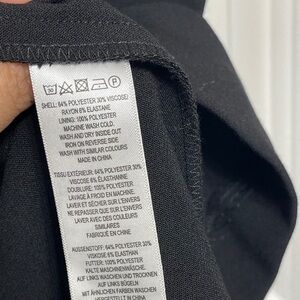 30
P
SHELL: 64% POLYESTER 30% VISCOSE/
RAYON 6% ELASTANE
LINING: 100% POLYESTER
MACHINE WASH COLD,
WASH AND DRY INSIDE OUT
IRON ON REVERSE SIDE
WASH WITH SIMILAR COLOURS
MADE IN CHINA
TISSU EXTÉRIEUR: 64% POLYESTER 30%
VISCOSE 6% ÉLASTHANNE
DOUBLURE: 100% POLYESTER
LAVAGE À FROID EN MACHINE.
LAVER ET SÉCHER SUR L'ENVERS
NE REPASSER QUE SUR L'ENVERS
LAVER AVEC DES COULEURS
SIMILAIRES
FABRIQUÉ EN CHINE
AUSSENSTOFF: 64% POLYESTER 30%
VISKOSE 6% ELASTHAN
FUTTER: 100% POLYESTER
KALTE MASCHINENWÄSCHE.
AUF LINKS WASCHEN UND TROCKNEN
AUF LINKS BÜGELN
MIT ÄHNLICHEN FARBEN WASCHEN